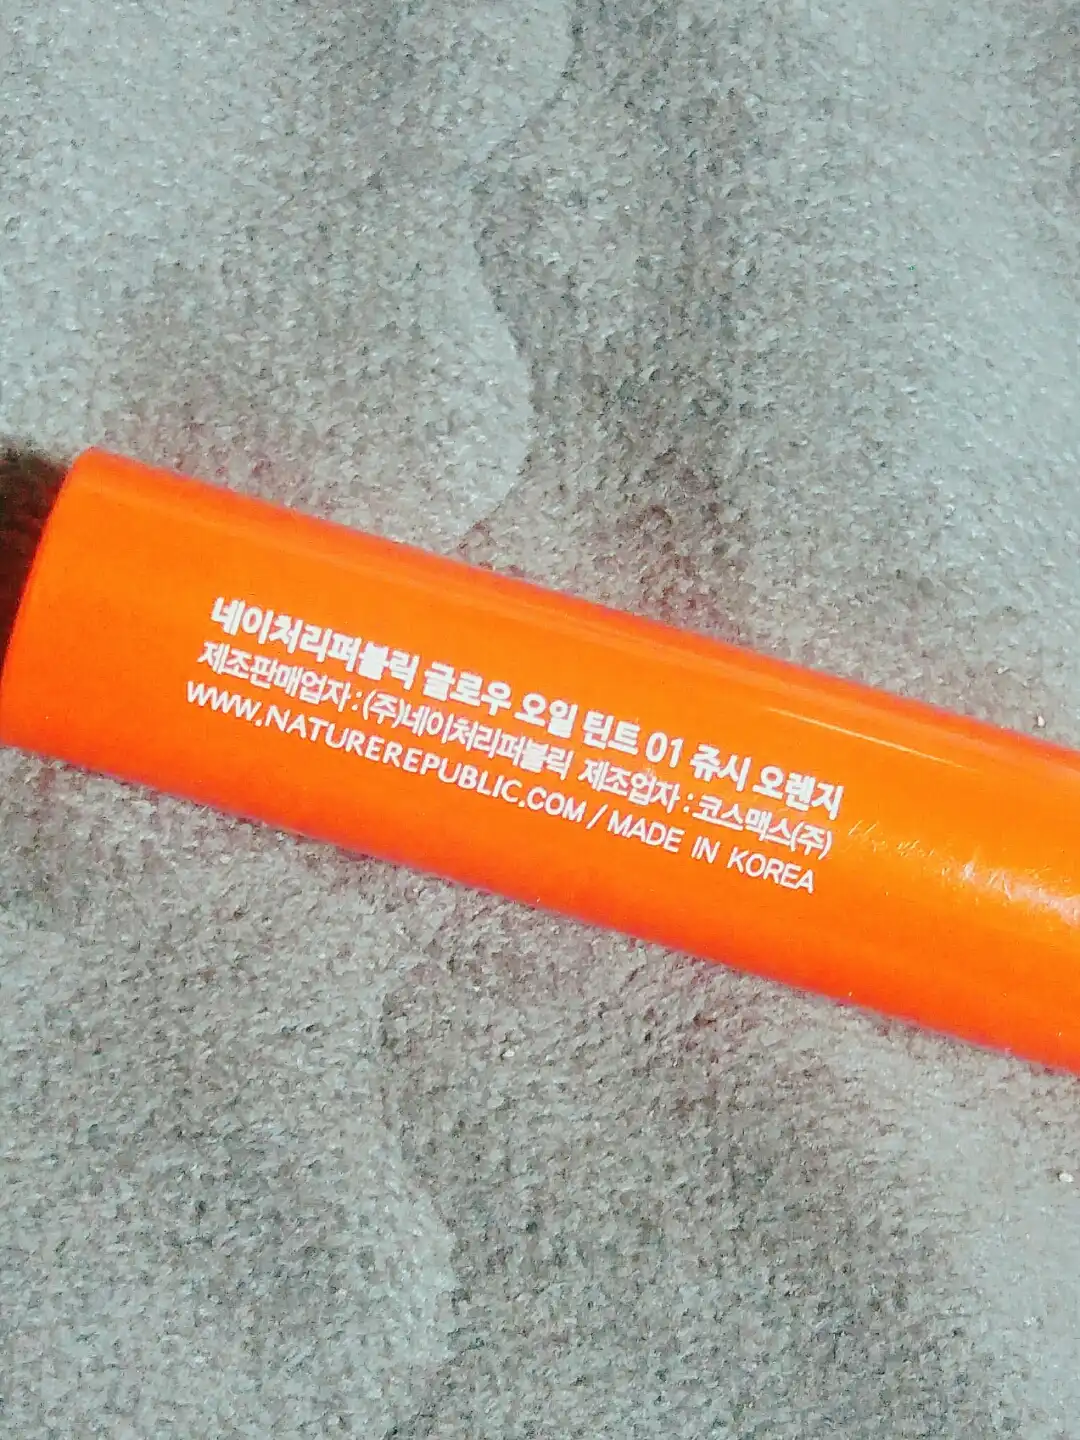 네이처리퍼블릭 글로우 오일 틴트 01 쥬시 오렌지
제조판매업자 : (주)네이처리퍼블릭 제조업자 : 코스맥스(주)
WWW.NATUREREPUBLIC.COM / MADE IN KOREA